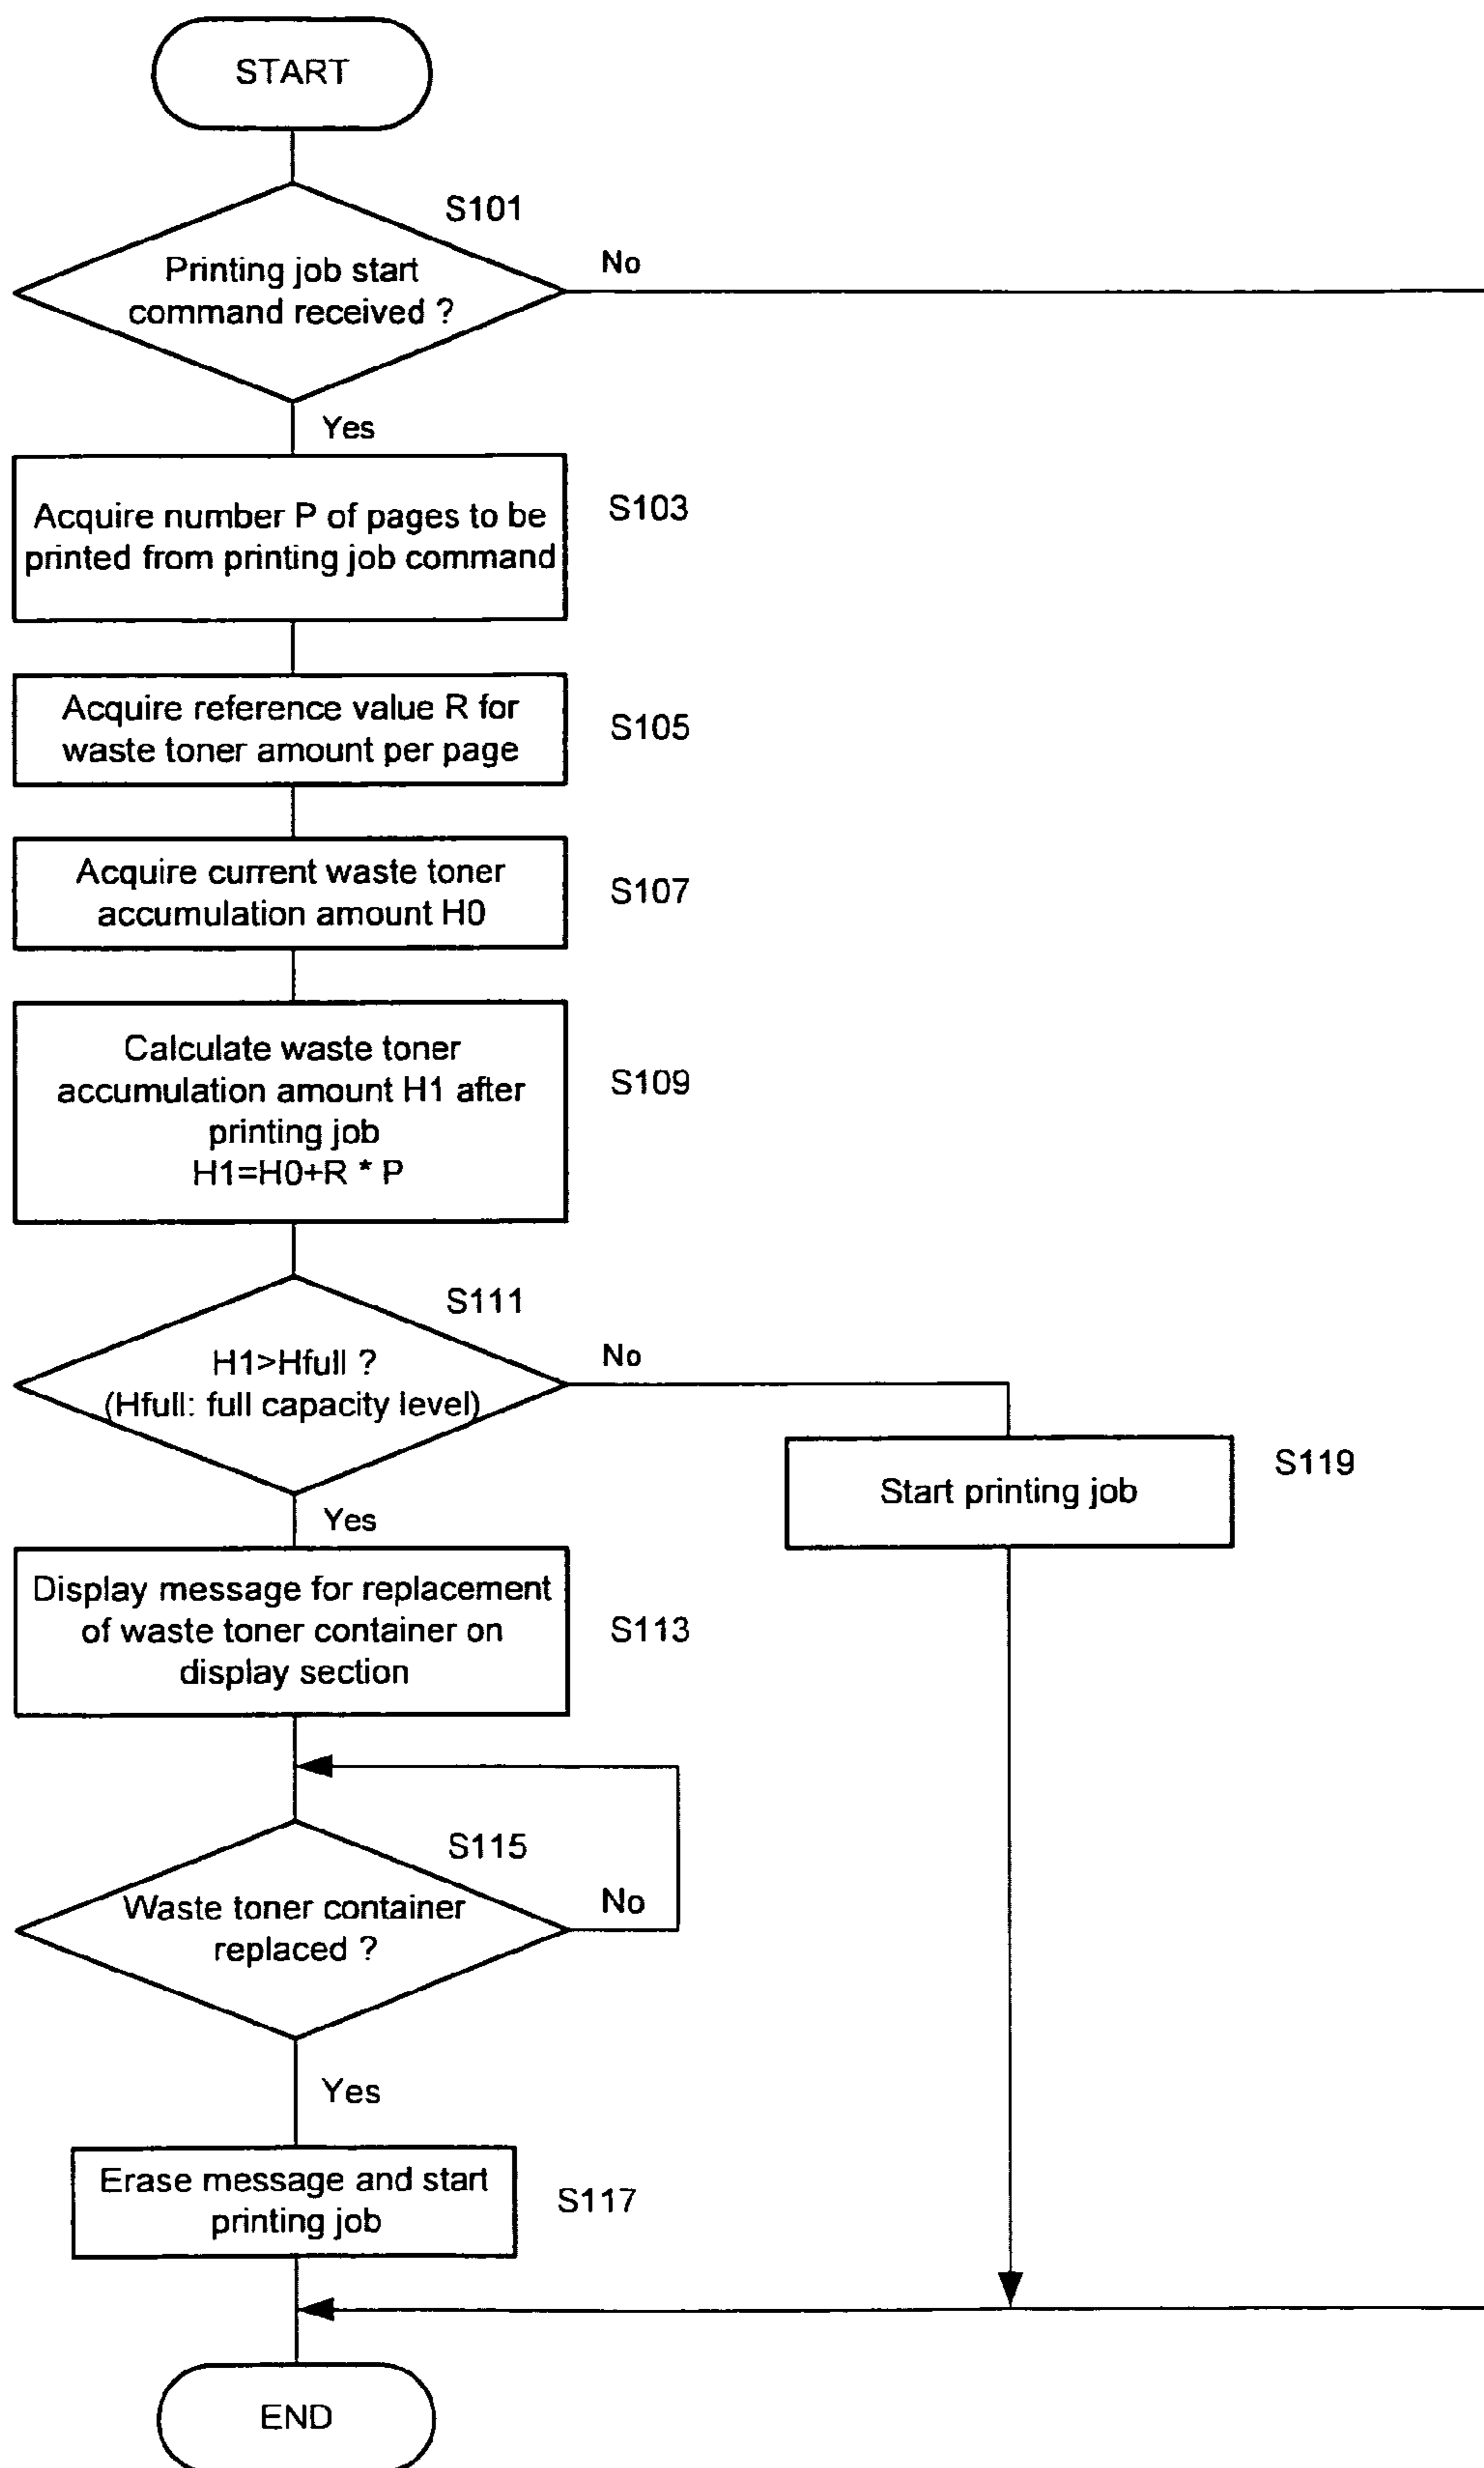 START
S101
Printing job start
command received ?
No
Yes
Acquire number P of pages to be
printed from printing job command
S103
Acquire reference value R for
waste toner amount per page
S105
Acquire current waste toner
accumulation amount H0
S107
Calculate waste toner
accumulation amount H1 after
printing job
H1=H0+R * P
S109
S111
H1>Hfull ?
(Hfull: full capacity level)
No
Yes
Start printing job
S119
Display message for replacement
of waste toner container on
display section
S113
S115
Waste toner container
replaced ?
No
Yes
Erase message and start
printing job
S117
END